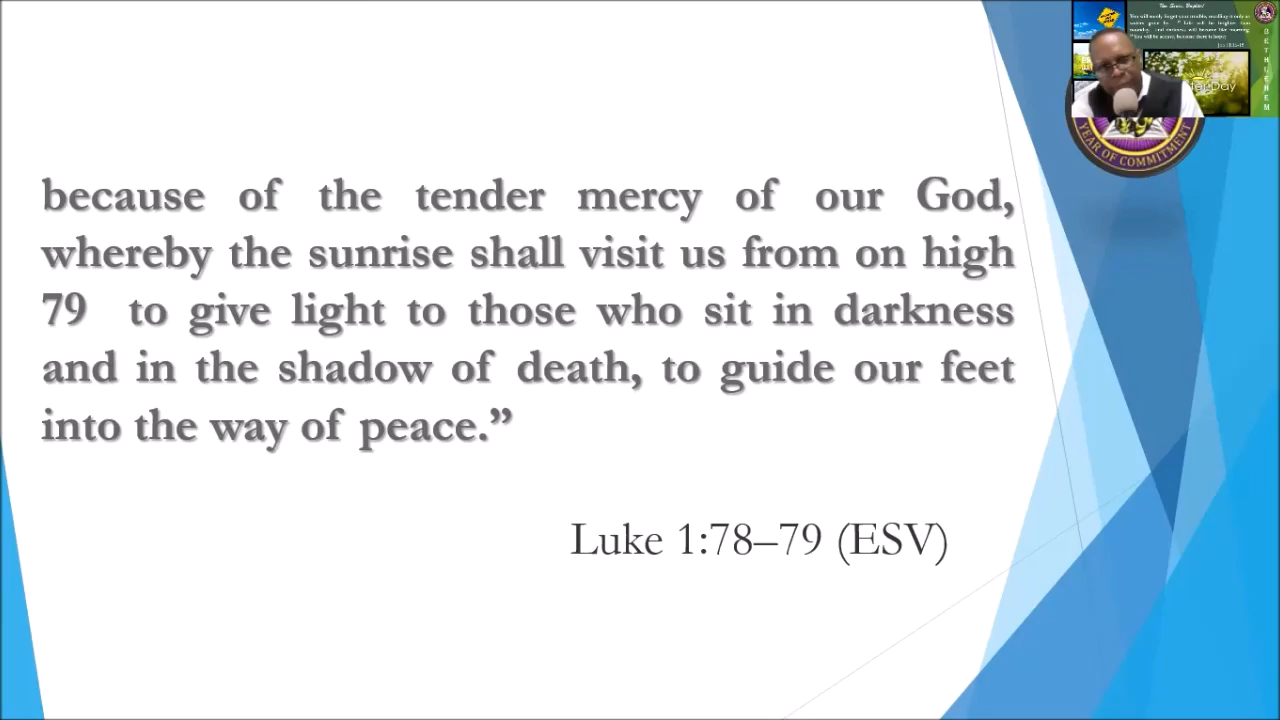 because of the tender mercy of our God,
whereby the sunrise shall visit us from on high
79 to give light to those who sit in darkness
and in the shadow of death, to guide our feet
into the way of peace.”
Luke 1:78–79 (ESV)
YEAR OF COMMITMENT
BETHLEHEM